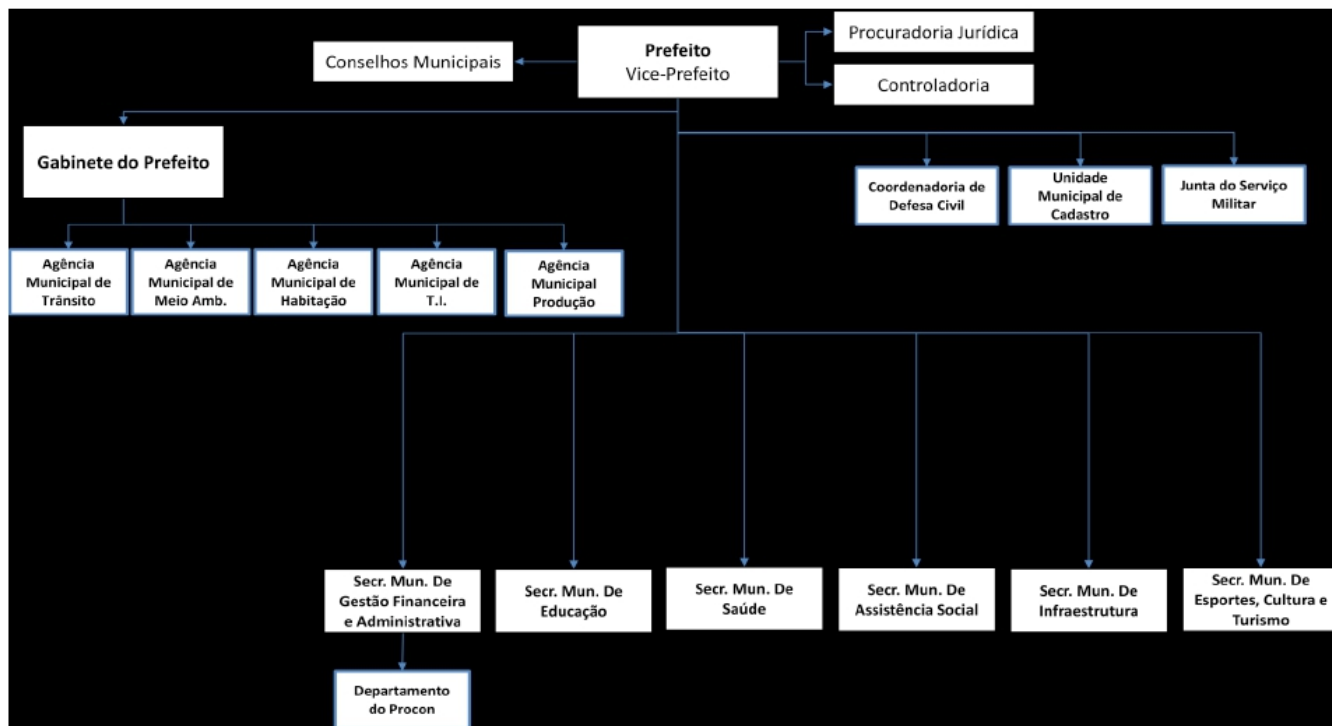 Procuradoria Jurídica
Conselhos Municipais
Prefeito
Vice-Prefeito
Controladoria
Gabinete do Prefeito
Coordenadoria de
Defesa Civil
Unidade
Municipal de
Cadastro
Junta do Serviço
Militar
Agência
Municipal de
Trânsito
Agência
Municipal de
Meio Amb.
Agência
Municipal de
Habitação
Agência
Municipal de
T.I.
Agência
Municipal
Produção
Secr. Mun. De
Gestão Financeira
e Administrativa
Secr. Mun. De
Educação
Secr. Mun. De
Saúde
Secr. Mun. De
Assistência Social
Secr. Mun. De
Infraestrutura
Secr. Mun. De
Esportes, Cultura e
Turismo
Departamento
do Procon